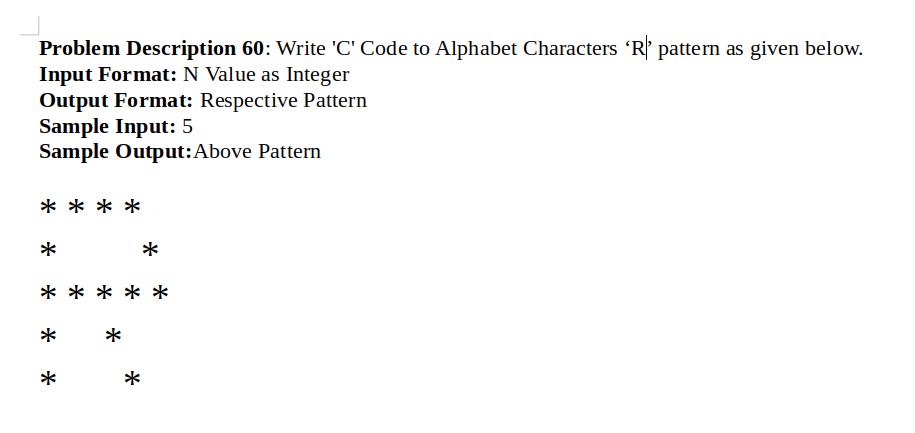 Problem Description 60: Write 'C' Code to Alphabet Characters ‘R’ pattern as given below.
Input Format: N Value as Integer
Output Format: Respective Pattern
Sample Input: 5
Sample Output:Above Pattern
* * * *
*          *
* * * * *
*     *
*       *